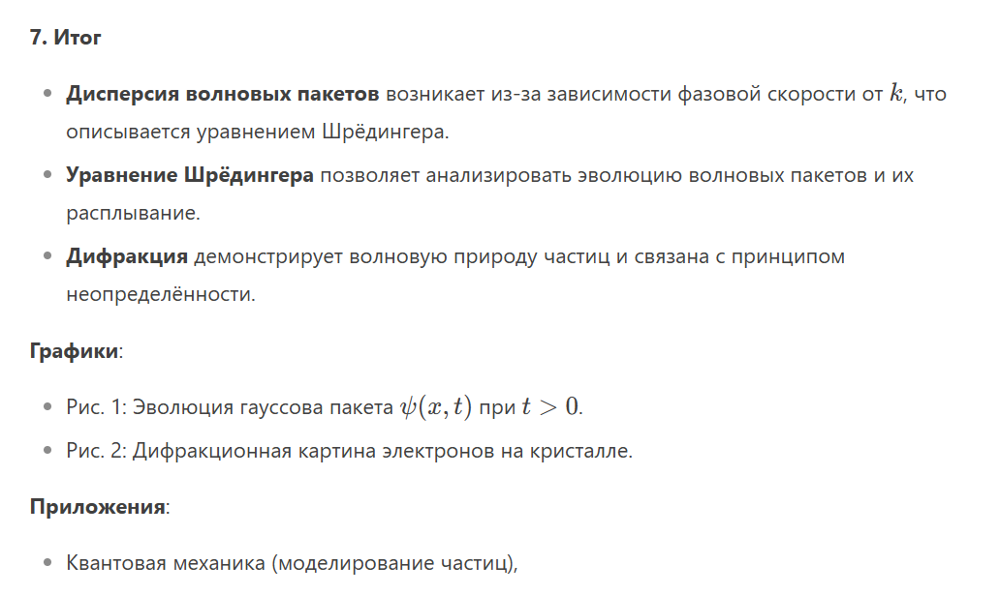 7. Итог
Дисперсия волновых пакетов возникает из-за зависимости фазовой скорости от k, что
описывается уравнением Шрёдингера.
Уравнение Шрёдингера позволяет анализировать эволюцию волновых пакетов и их
расплывание.
Дифракция демонстрирует волновую природу частиц и связана с принципом
неопределённости.
Графики:
Рис. 1: Эволюция гауссова пакета ψ(x, t) при t > 0.
Рис. 2: Дифракционная картина электронов на кристалле.
Приложения:
Квантовая механика (моделирование частиц),